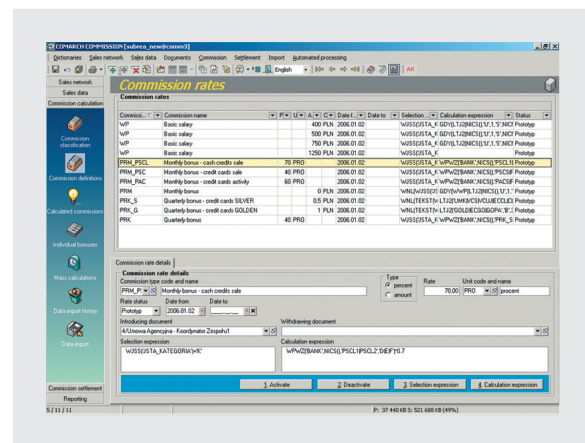 COMARCH COMMISSION [subrea_new@comm3]
Dictionaries Sales network Sales data Documents Commission Settlement Import Automated processing
English AR
Sales network
Sales data
Commission calculation
Commission classification
Commission definitions
Calculated commissions
Individual bonuses
Mass calculations
Data import history
Data import
Commission settlement
Reporting
Commission rates
Commission rates
Commission name Date to Selection Calculation expression Status
WP Basic salary 400 PLN 2006.01.02 Prototyp
WP Basic salary 500 PLN 2006.01.02 Prototyp
WP Basic salary 750 PLN 2006.01.02 Prototyp
WP Basic salary 1250 PLN 2006.01.02 Prototyp
PRM_PSCL Monthly bonus - cash credits sale 70 PRO 2006.01.02 Prototyp
PRM_PSC Monthly bonus - credit cards sale 40 PRO 2006.01.02 Prototyp
PRM_PAC Monthly bonus - credit cards activity 60 PRO 2006.01.02 Prototyp
PRM Monthly bonus 0 PLN 2006.01.02 Prototyp
PRK_S Quarterly bonus - credit cards SILVER 0,5 PLN 2006.01.02 Prototyp
PRK_G Quarterly bonus - credit cards GOLDEN 1 PLN 2006.01.02 Prototyp
PRK Quarterly bonus 40 PRO 2006.01.02 Prototyp
Commission rate details
Commission rate details
Commission type code and name
PRM_P Monthly bonus - cash credits sale
Type
percent
amount
Rate Unit code and name
70,00 PRO procent
Rate status Date from Date to
Prototyp 2006.01.02
Introducing document Withdrawing document
4/Umowa Agencyjna - Koordynator Zespołu1
Selection expression Calculation expression
WJSS('JSTA_KATEGORIA')='K'
WPWZ('BANK',NICS(),'PSCL1|PSCL2','DIEIF')*0.7
1. Activate 2. Deactivate 3. Selection expression 4. Calculation expression
5 / 11 / 11 P: 37 440 KB S: 521 688 KB (49%)